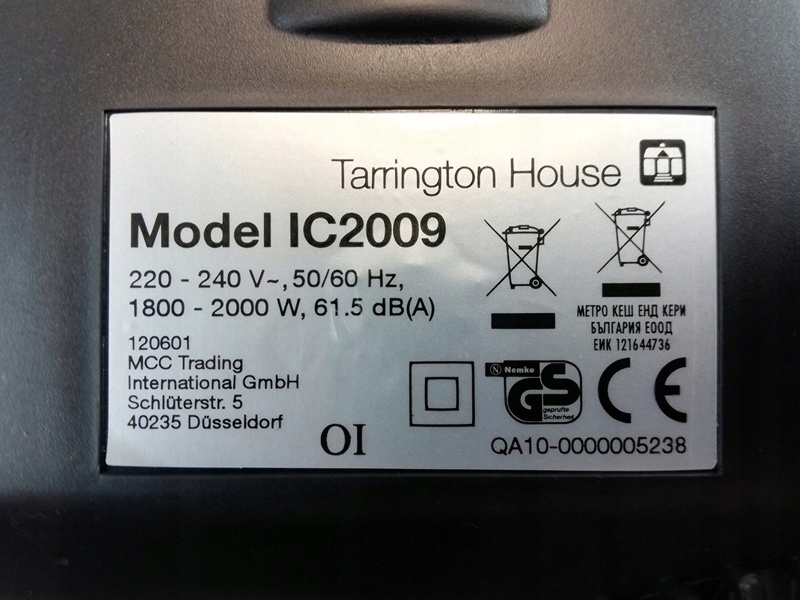 Tarrington House
Model IC2009
220 - 240 V~, 50/60 Hz,
1800 - 2000 W, 61.5 dB(A)
120601
MCC Trading
International GmbH
Schlüterstr. 5
40235 Düsseldorf
OI
МЕТРО КЕШ ЕНД КЕРИ
БЪЛГАРИЯ ЕООД
ЕИК 121644736
N Nemko
GS
geprüfte
Sicherheit
CE
QA10-0000005238